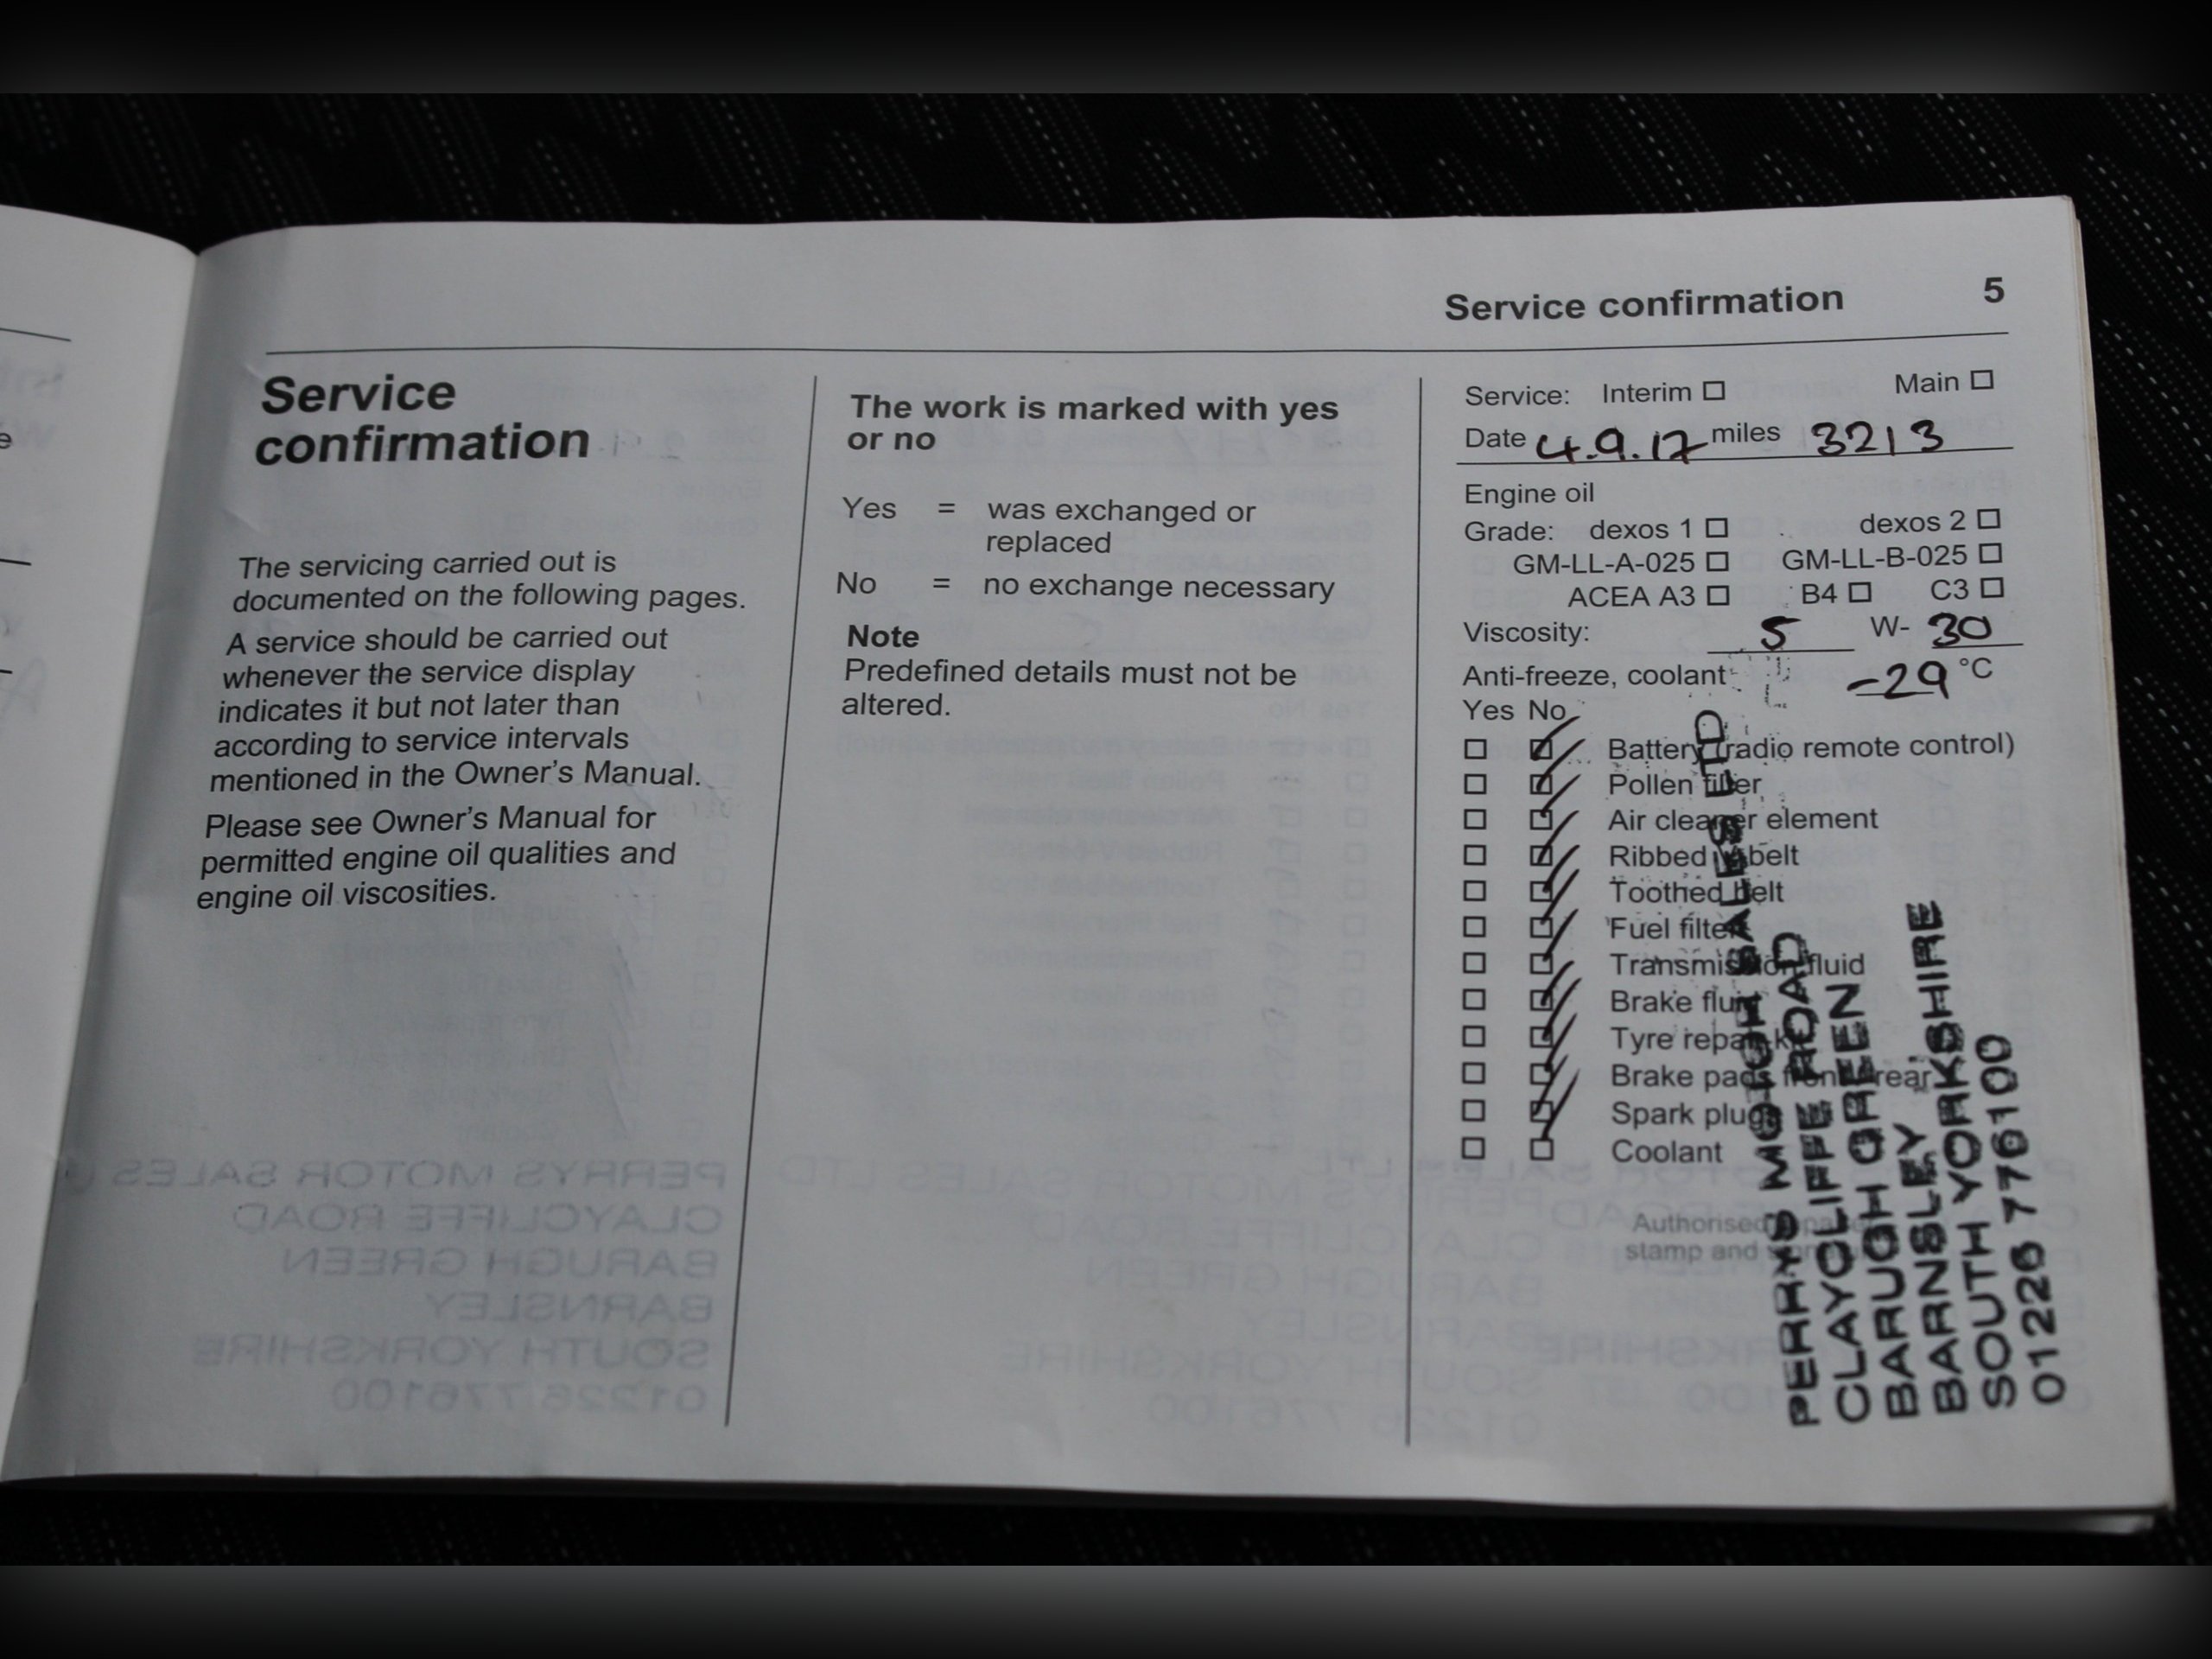 Service confirmation 5
Service
confirmation
The servicing carried out is
documented on the following pages.
A service should be carried out
whenever the service display
indicates it but not later than
according to service intervals
mentioned in the Owner's Manual.
Please see Owner's Manual for
permitted engine oil qualities and
engine oil viscosities.
The work is marked with yes
or no
Yes = was exchanged or
replaced
No = no exchange necessary
Note
Predefined details must not be
altered.
Service: Interim Main
Date 4.9.17 miles 3213
Engine oil
Grade: dexos 1 dexos 2
GM-LL-A-025 GM-LL-B-025
ACEA A3 B4 C3
Viscosity: 5 W- 30
Anti-freeze, coolant -29 °C
Yes No
Battery (radio remote control)
Pollen filter
Air cleaner element
Ribbed V-belt
Toothed belt
Fuel filter
Transmission fluid
Brake fluid
Tyre repair kit
Brake pads front / rear
Spark plugs
Coolant
Authorised repairer
stamp and signature
PERRYS MOTOR SALES LTD
CLAYCLIFFE ROAD
BARUGH GREEN
BARNSLEY
SOUTH YORKSHIRE
01226 776100